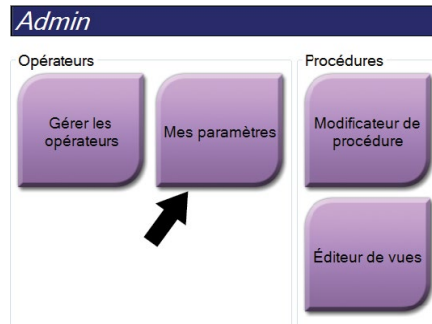 Admin
Opérateurs
Procédures
Gérer les
opérateurs
Mes paramètres
Modificateur de
procédure
Éditeur de vues